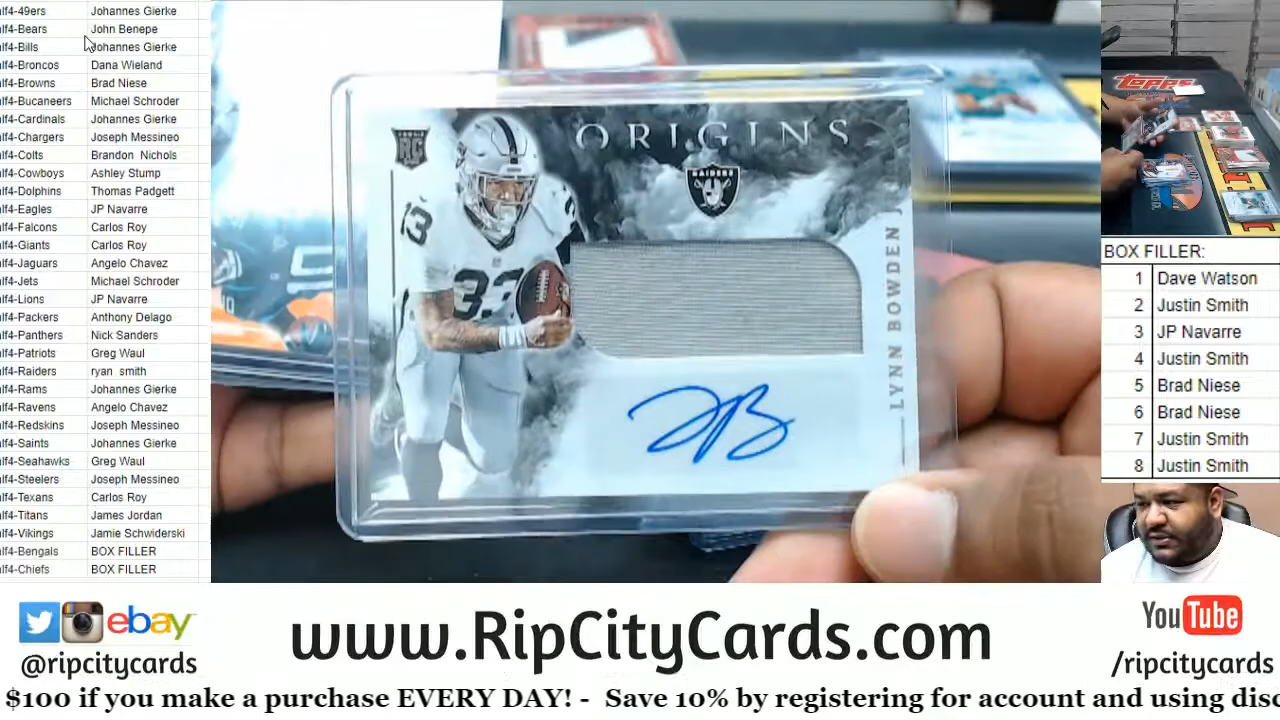 lf4-49ers Johannes Gierke
lf4-Bears John Benepe
lf4-Bills Johannes Gierke
lf4-Broncos Dana Wieland
lf4-Browns Brad Niese
lf4-Bucaneers Michael Schroder
lf4-Cardinals Johannes Gierke
lf4-Chargers Joseph Messineo
lf4-Colts Brandon Nichols
lf4-Cowboys Ashley Stump
lf4-Dolphins Thomas Padgett
lf4-Eagles JP Navarre
lf4-Falcons Carlos Roy
lf4-Giants Carlos Roy
lf4-Jaguars Angelo Chavez
lf4-Jets Michael Schroder
lf4-Lions JP Navarre
lf4-Packers Anthony Delago
lf4-Panthers Nick Sanders
lf4-Patriots Greg Waul
lf4-Raiders ryan smith
lf4-Rams Johannes Gierke
lf4-Ravens Angelo Chavez
lf4-Redskins Joseph Messineo
lf4-Saints Johannes Gierke
lf4-Seahawks Greg Waul
lf4-Steelers Joseph Messineo
lf4-Texans Carlos Roy
lf4-Titans James Jordan
lf4-Vikings Jamie Schwiderski
lf4-Bengals BOX FILLER
lf4-Chiefs BOX FILLER
RC
ORIGINS
RAIDERS
33
LYNN BOWDEN J
Topps
BOX FILLER:
1 Dave Watson
2 Justin Smith
3 JP Navarre
4 Justin Smith
5 Brad Niese
6 Brad Niese
7 Justin Smith
8 Justin Smith
ebay
@ripcitycards
www.RipCityCards.com
YouTube
/ripcitycards
$100 if you make a purchase EVERY DAY! - Save 10% by registering for account and using disc